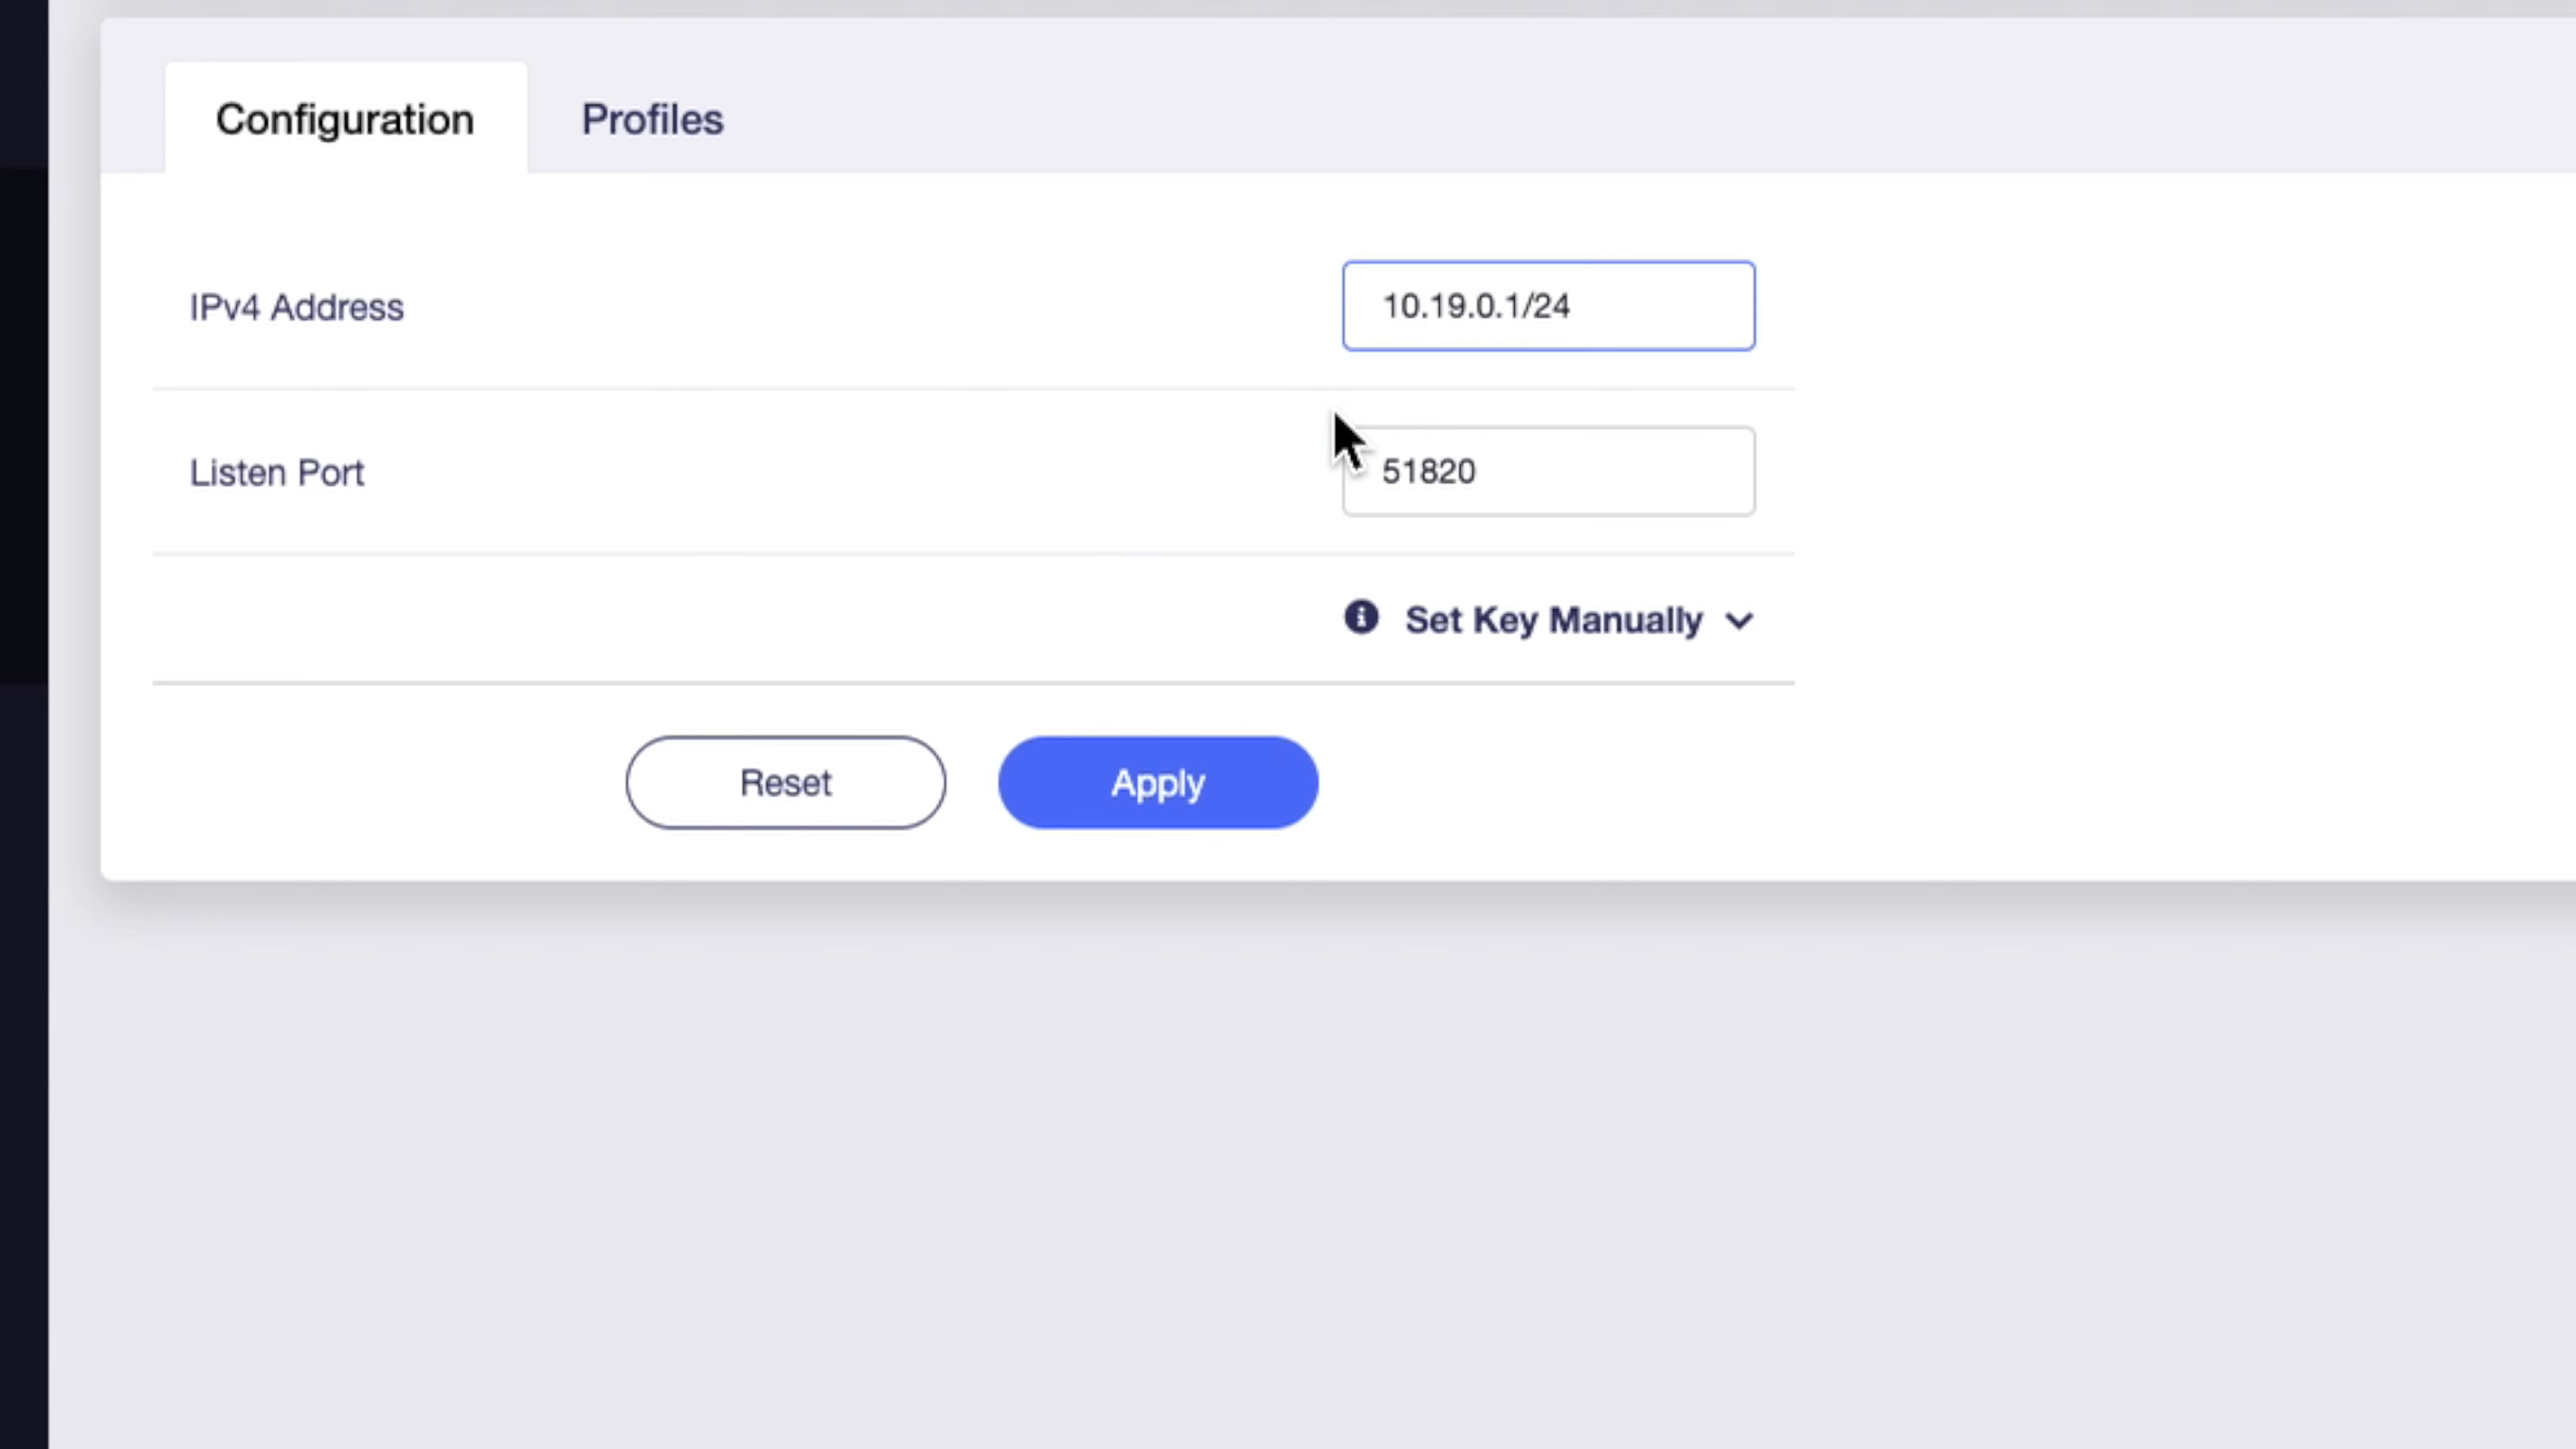 Configuration Profiles
IPv4 Address 10.19.0.1/24
Listen Port 51820
Set Key Manually
Reset Apply